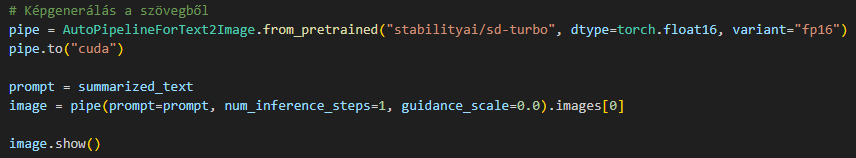 # Képgenerálás a szövegből
pipe = AutoPipelineForText2Image.from_pretrained("stabilityai/sd-turbo", dtype=torch.float16, variant="fp16")
pipe.to("cuda")
prompt = summarized_text
image = pipe(prompt=prompt, num_inference_steps=1, guidance_scale=0.0).images[0]
image.show()